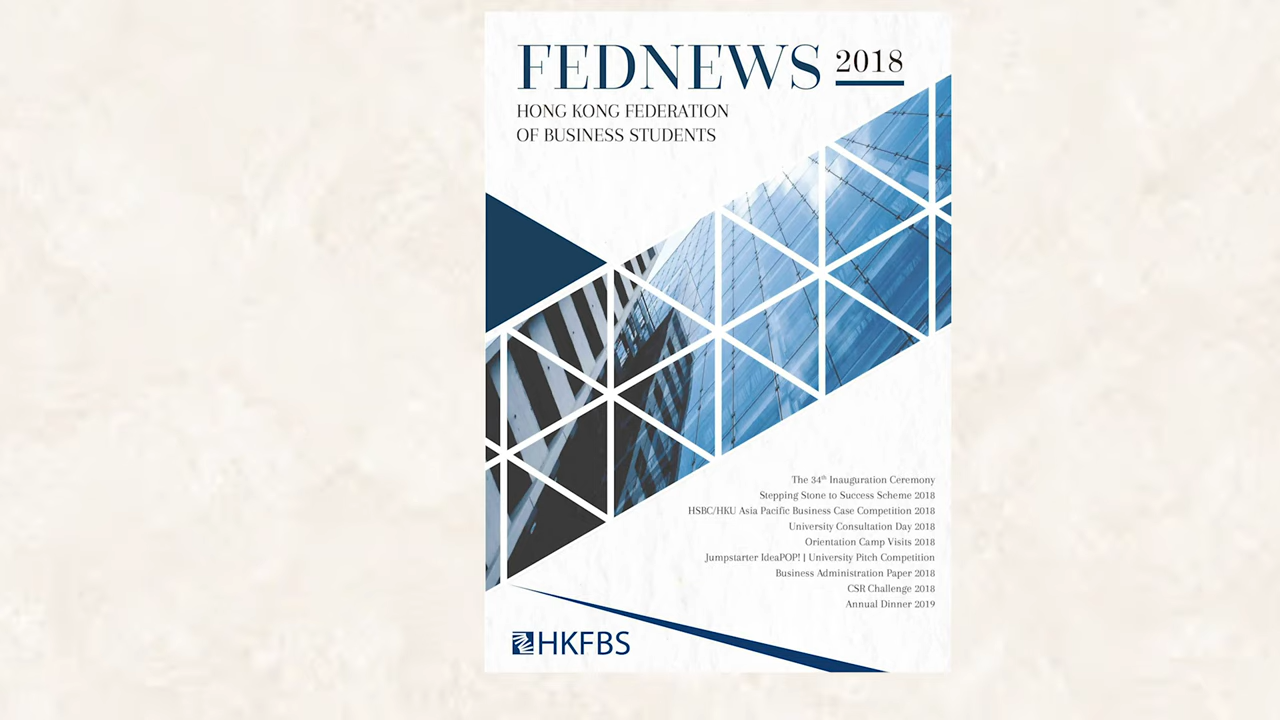 FEDNEWS 2018
HONG KONG FEDERATION
OF BUSINESS STUDENTS
The 34th Inauguration Ceremony
Stepping Stone to Success Scheme 2018
HSBC/HKU Asia Pacific Business Case Competition 2018
University Consultation Day 2018
Orientation Camp Visits 2018
Jumpstarter IdeaPOP! | University Pitch Competition
Business Administration Paper 2018
CSR Challenge 2018
Annual Dinner 2019
HKFBS